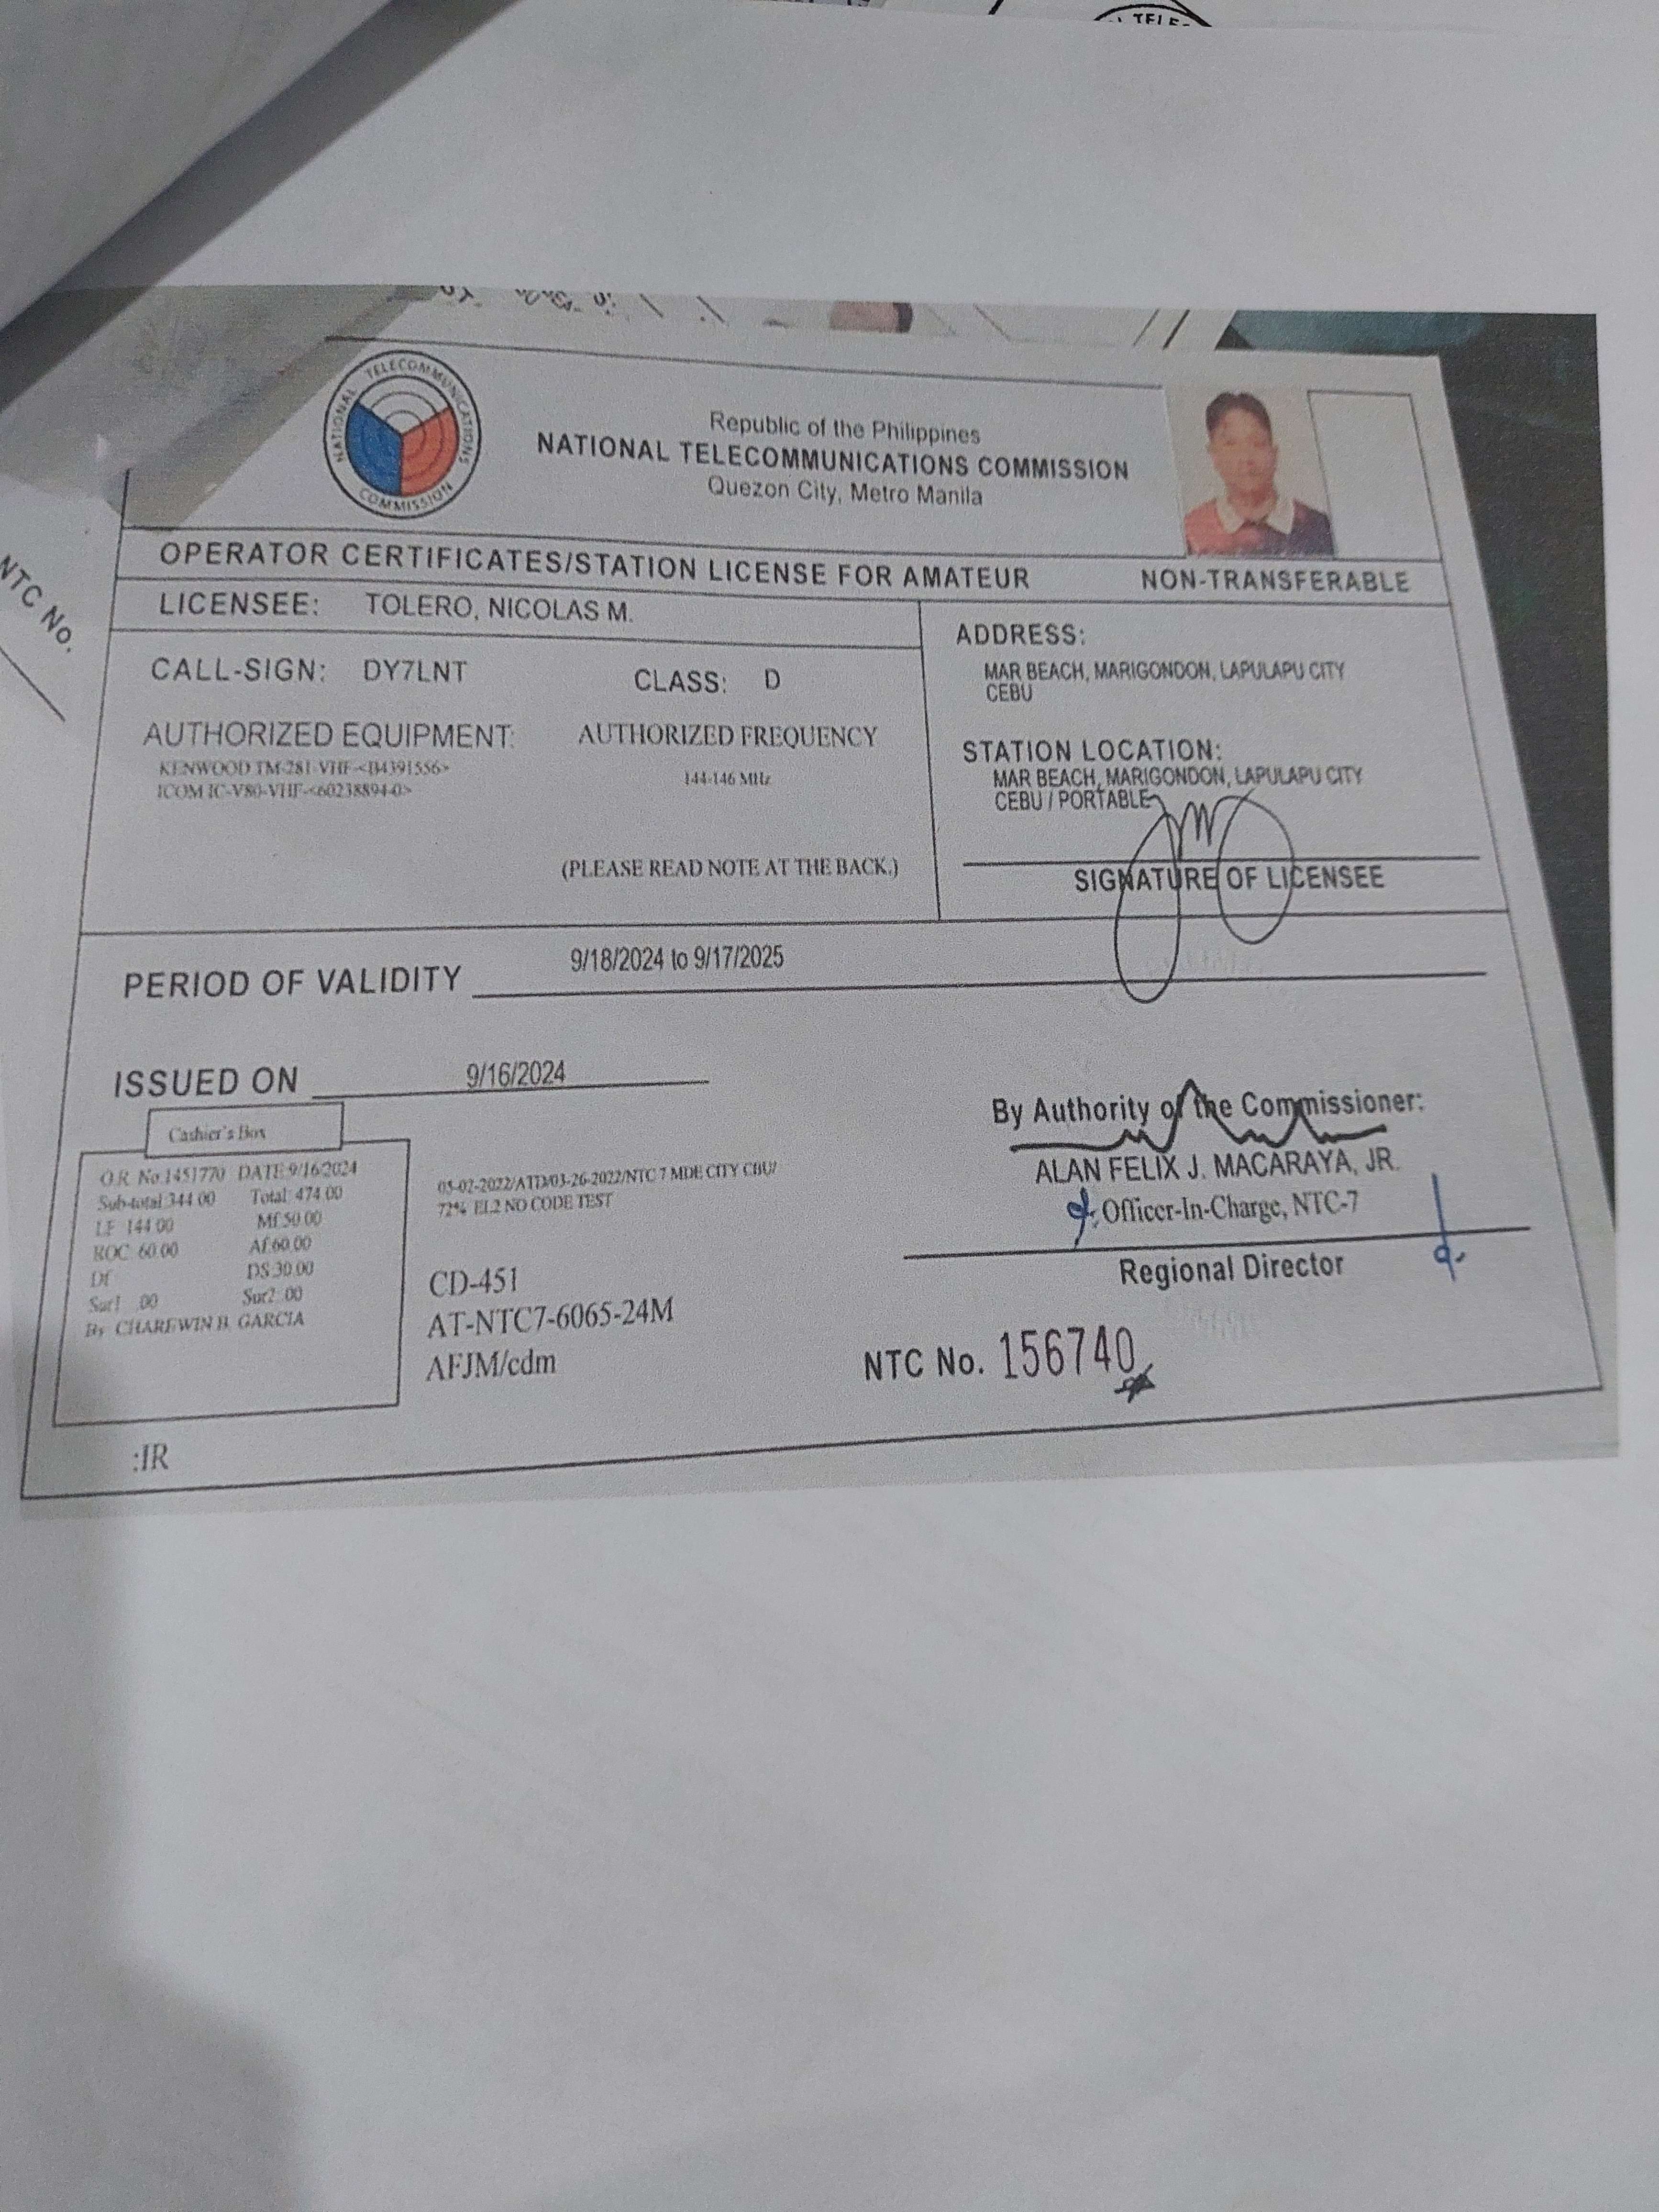 TELE-
NTC No.
NATIONAL TELECOMMUNICATIONS COMMISSION
Republic of the Philippines
NATIONAL TELECOMMUNICATIONS COMMISSION
Quezon City, Metro Manila
OPERATOR CERTIFICATES/STATION LICENSE FOR AMATEUR NON-TRANSFERABLE
LICENSEE: TOLERO, NICOLAS M.
CALL-SIGN: DY7LNT CLASS: D
AUTHORIZED EQUIPMENT: AUTHORIZED FREQUENCY
KENWOOD TM-281-VHF-<B4391556>
144-146 MHz
ICOM IC-V80-VHF-<60238894-0>
(PLEASE READ NOTE AT THE BACK.)
ADDRESS:
MAR BEACH, MARIGONDON, LAPULAPU CITY
CEBU
STATION LOCATION:
MAR BEACH, MARIGONDON, LAPULAPU CITY
CEBU / PORTABLE
SIGNATURE OF LICENSEE
PERIOD OF VALIDITY 9/18/2024 to 9/17/2025
ISSUED ON 9/16/2024
Cashier's Box
O.R. No.1451770 DATE:9/16/2024
Sub-total:344.00 Total: 474.00
LF: 144.00 Mf:50.00
ROC: 60.00 Af:60.00
Df: DS:30.00
Sur1 .00 Sur2 .00
By: CHAREWIN B. GARCIA
05-02-2022/ATD/03-26-2022/NTC 7 MDE CITY CBU/
72% EL2 NO CODE TEST
CD-451
AT-NTC7-6065-24M
AFJM/cdm
By Authority of the Commissioner:
ALAN FELIX J. MACARAYA, JR.
Officer-In-Charge, NTC-7
Regional Director
NTC No. 156740
:IR